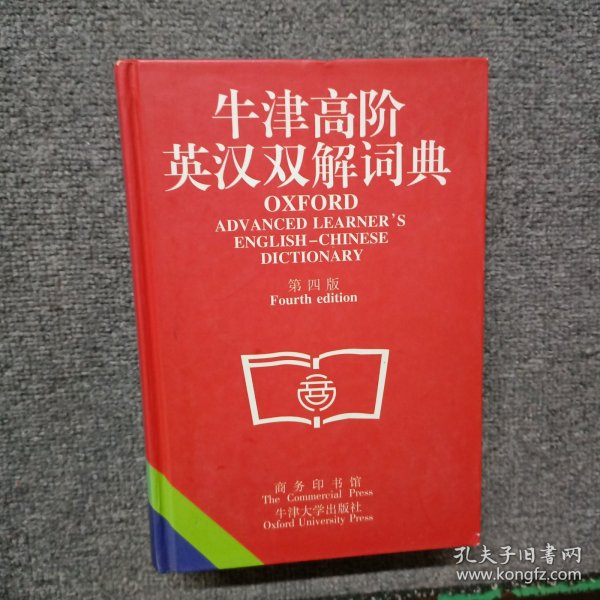 牛津高阶
英汉双解词典
OXFORD
ADVANCED LEARNER'S
ENGLISH-CHINESE
DICTIONARY
第四版
Fourth edition
商务印书馆
The Commercial Press
牛津大学出版社
Oxford University Press
孔夫子旧书网
www.kongfz.com